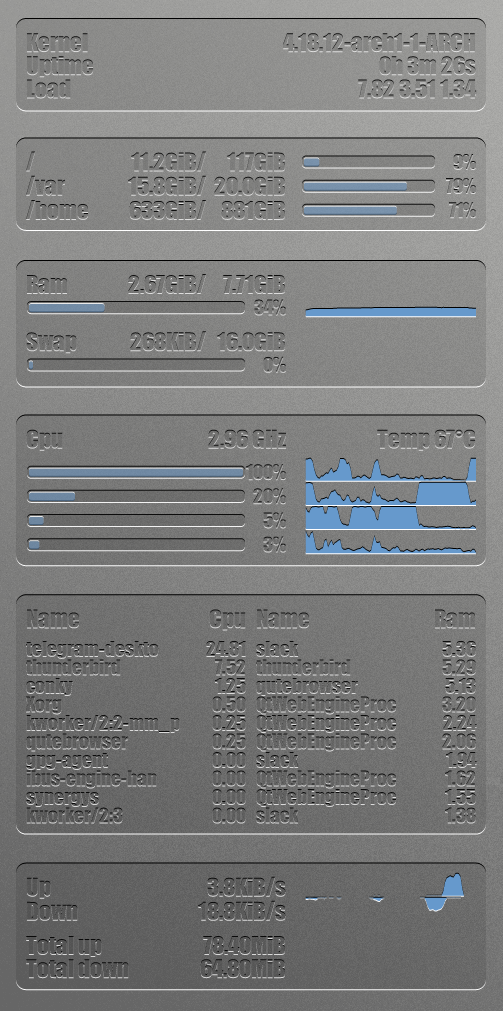 Kernel 4.18.12-arch1-1-ARCH
Uptime 0h 3m 26s
Load 7.82 3.51 1.34
/ 11.2GiB/ 117GiB 9%
/var 15.8GiB/ 20.0GiB 79%
/home 633GiB/ 881GiB 71%
Ram 2.67GiB/ 7.71GiB
34%
Swap 268KiB/ 16.0GiB
0%
Cpu 2.96 GHz Temp 67°C
100%
20%
5%
3%
Name Cpu Name Ram
telegram-deskto 24.81 slack 5.36
thunderbird 7.52 thunderbird 5.29
conky 1.25 qutebrowser 5.13
Xorg 0.50 QtWebEngineProc 3.20
kworker/2:2-mm_p 0.25 QtWebEngineProc 2.24
qutebrowser 0.25 QtWebEngineProc 2.06
gpg-agent 0.00 slack 1.94
ibus-engine-han 0.00 QtWebEngineProc 1.62
synergys 0.00 QtWebEngineProc 1.55
kworker/2:3 0.00 slack 1.38
Up 3.8KiB/s
Down 18.8KiB/s
Total up 78.40MiB
Total down 64.80MiB